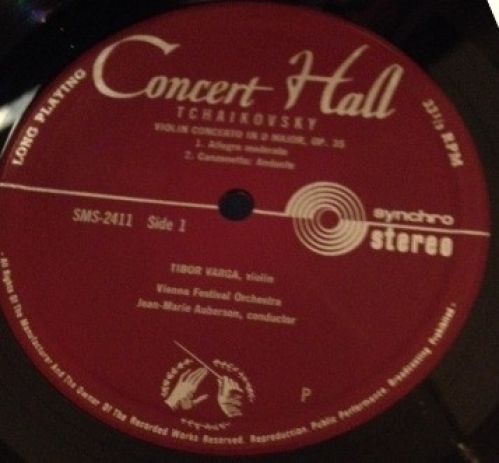 LONG PLAYING
Concert Hall
33 1/3 RPM
TCHAIKOVSKY
VIOLIN CONCERTO IN D MAJOR, OP. 35
1. Allegro moderato
2. Canzonetta: Andante
SMS-2411 Side 1
synchro
stereo
TIBOR VARGA, violin
Vienna Festival Orchestra
Jean-Marie Auberson, conductor
P
All Rights Of The Manufacturer And The Owner Of The Recorded Works Reserved. Reproduction Public Performance Broadcasting Prohibited